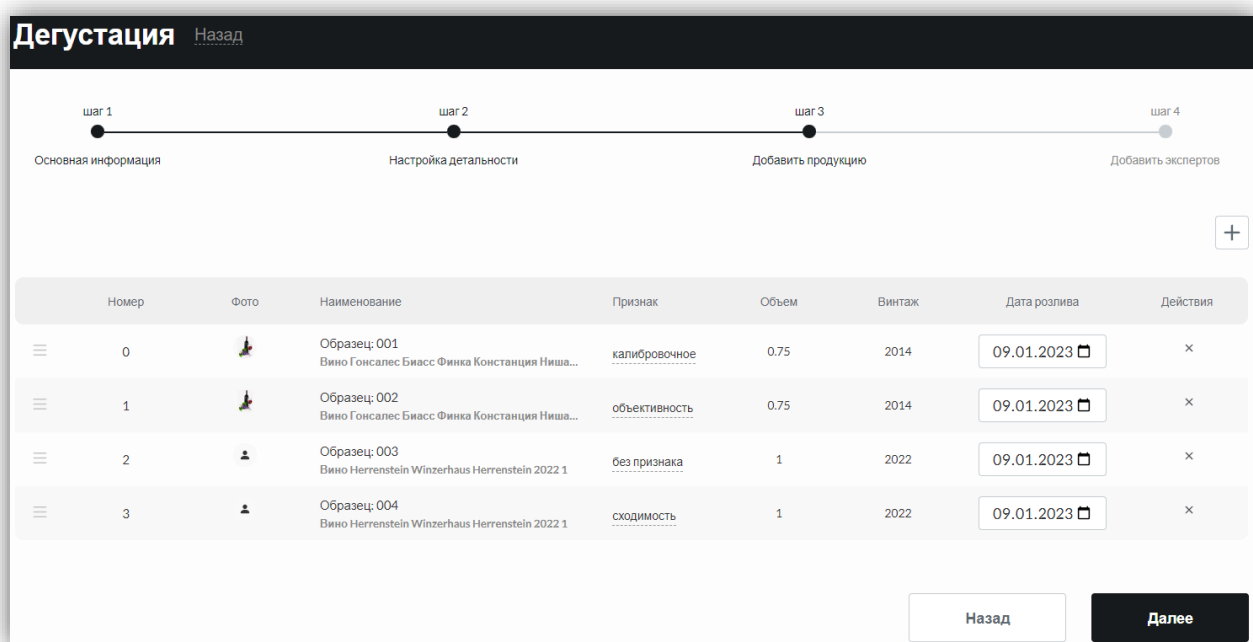 Дегустация Назад
шаг 1 шаг 2 шаг 3 шаг 4
Основная информация Настройка детальности Добавить продукцию Добавить экспертов
Номер Фото Наименование Признак Объем Винтаж Дата розлива Действия
0 Образец: 001 калибровочное 0.75 2014 09.01.2023
Вино Гонсалес Биасс Финка Констанция Ниша...
1 Образец: 002 объективность 0.75 2014 09.01.2023
Вино Гонсалес Биасс Финка Констанция Ниша...
2 Образец: 003 без признака 1 2022 09.01.2023
Вино Herrenstein Winzerhaus Herrenstein 2022 1
3 Образец: 004 сходимость 1 2022 09.01.2023
Вино Herrenstein Winzerhaus Herrenstein 2022 1
Назад Далее